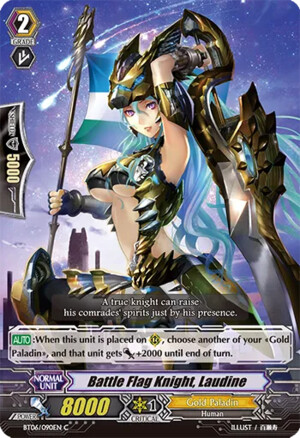 2
GRADE
5000
SHIELD
A true knight can raise
his comrades' spirits just by his presence.
AUTO:When this unit is placed on , choose another of your «Gold
Paladin», and that unit gets +2000 until end of turn.
NORMAL
UNIT
Battle Flag Knight, Laudine
POWER
8000
1
CRITICAL
Gold Paladin
Human
BT06/090EN C
ILLUST / 百瀬寿